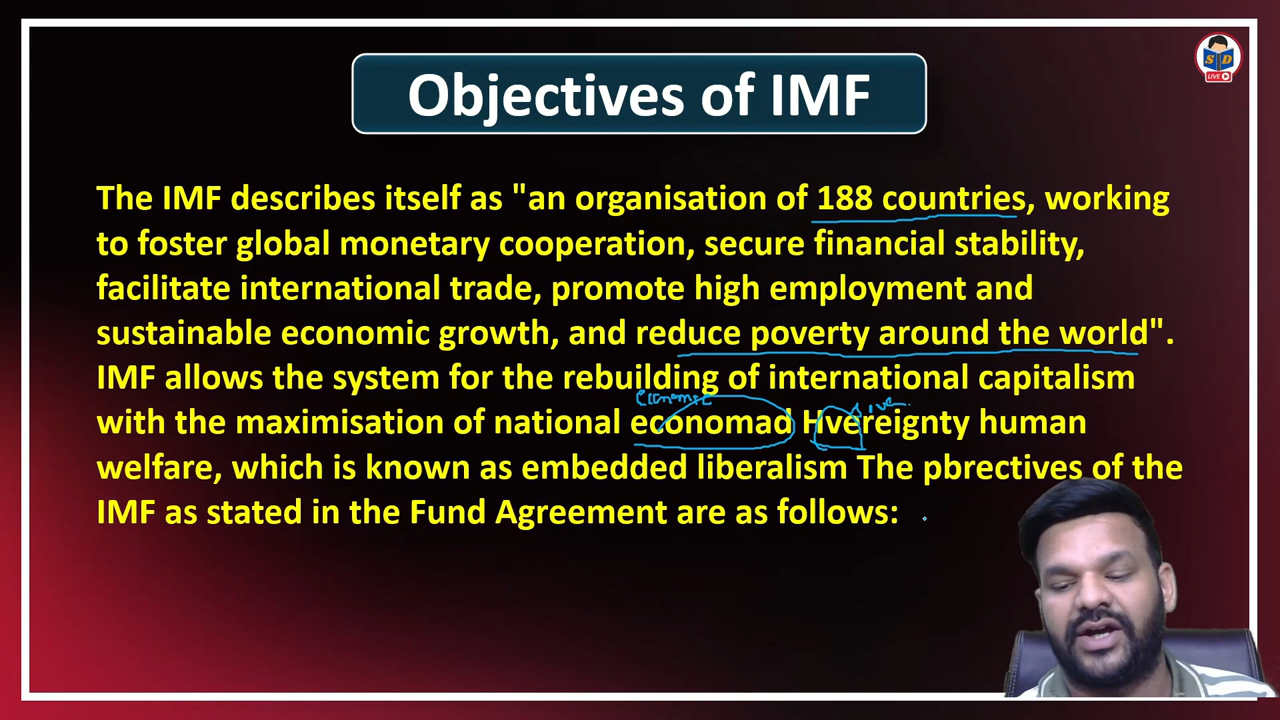 Objectives of IMF
S D
LIVE
The IMF describes itself as "an organisation of 188 countries, working
to foster global monetary cooperation, secure financial stability,
facilitate international trade, promote high employment and
sustainable economic growth, and reduce poverty around the world".
IMF allows the system for the rebuilding of international capitalism
with the maximisation of national economad Hvereignty human
welfare, which is known as embedded liberalism The pbrectives of the
IMF as stated in the Fund Agreement are as follows: